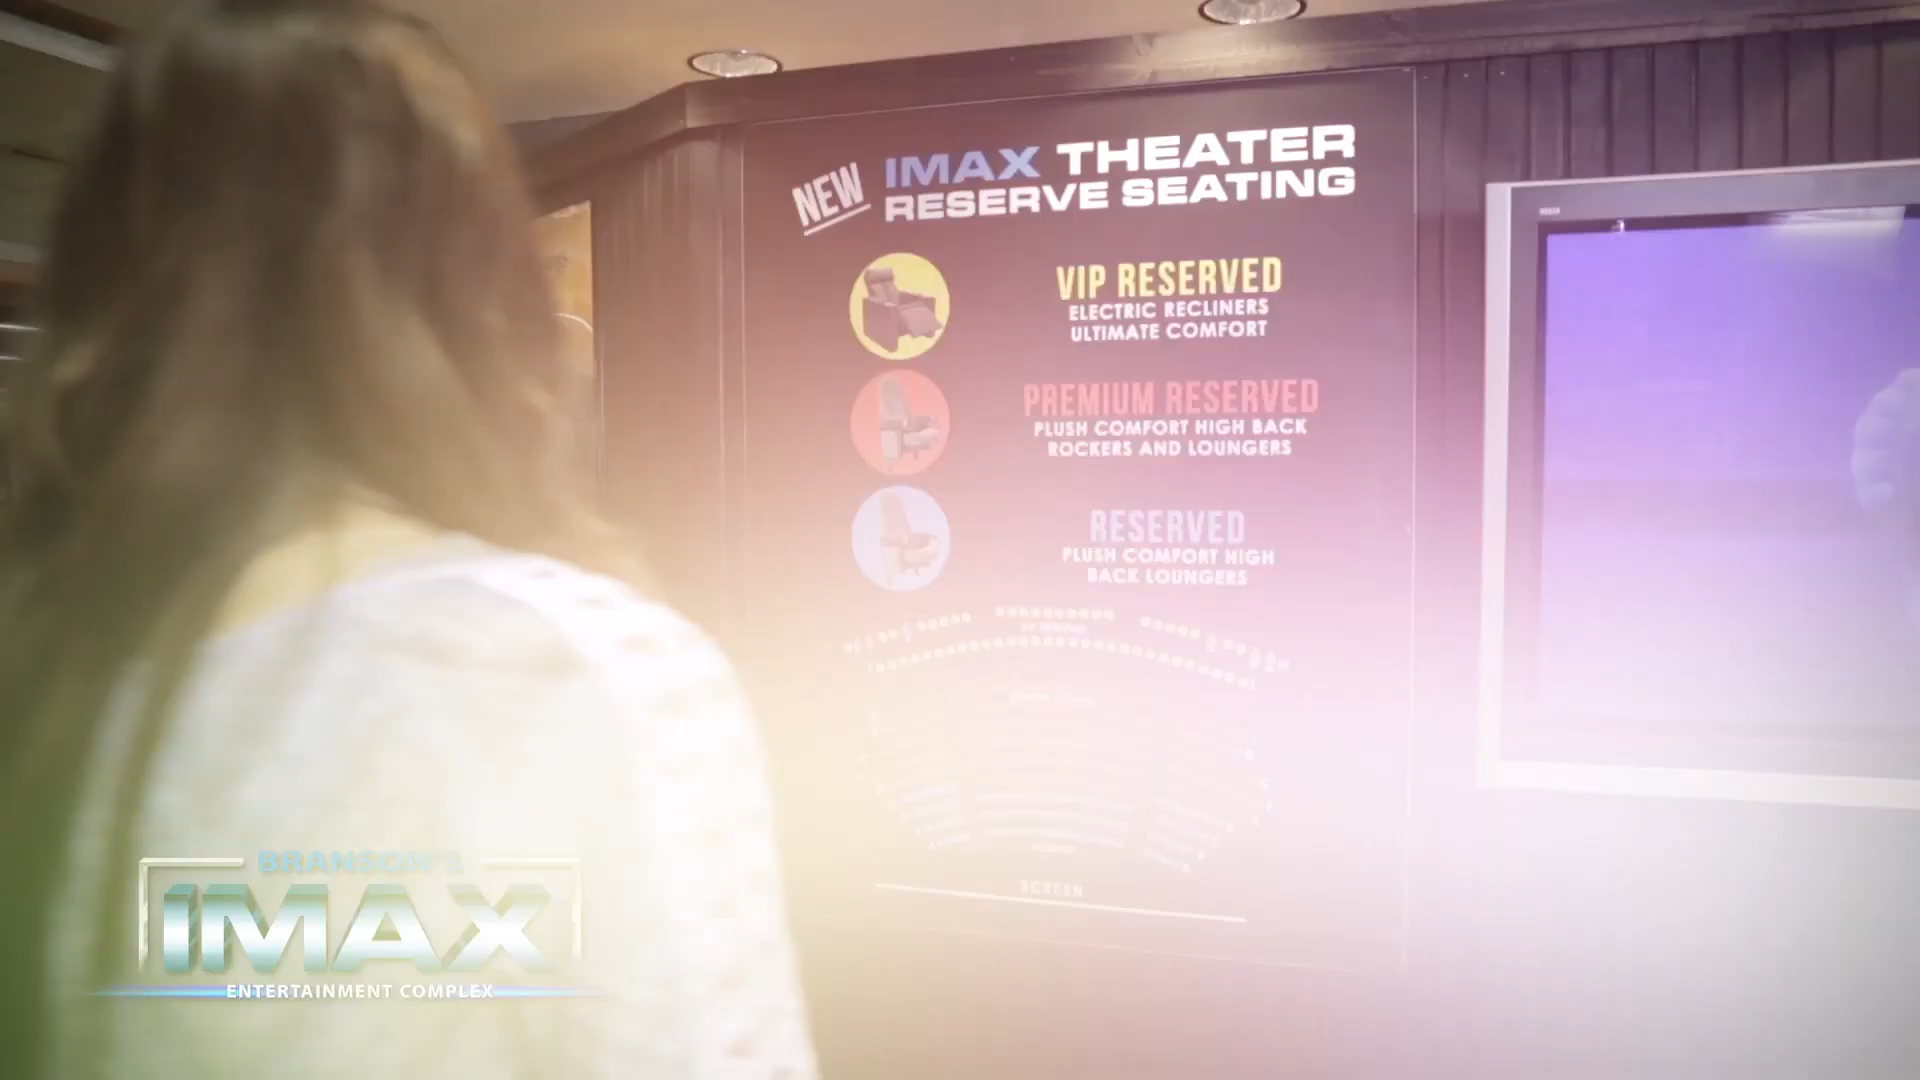 NEW
IMAX THEATER
RESERVE SEATING
VIP RESERVED
ELECTRIC RECLINERS
ULTIMATE COMFORT
PREMIUM RESERVED
PLUSH COMFORT HIGH BACK
ROCKERS AND LOUNGERS
RESERVED
PLUSH COMFORT HIGH
BACK LOUNGERS
SCREEN
BRANSON'S
IMAX
ENTERTAINMENT COMPLEX